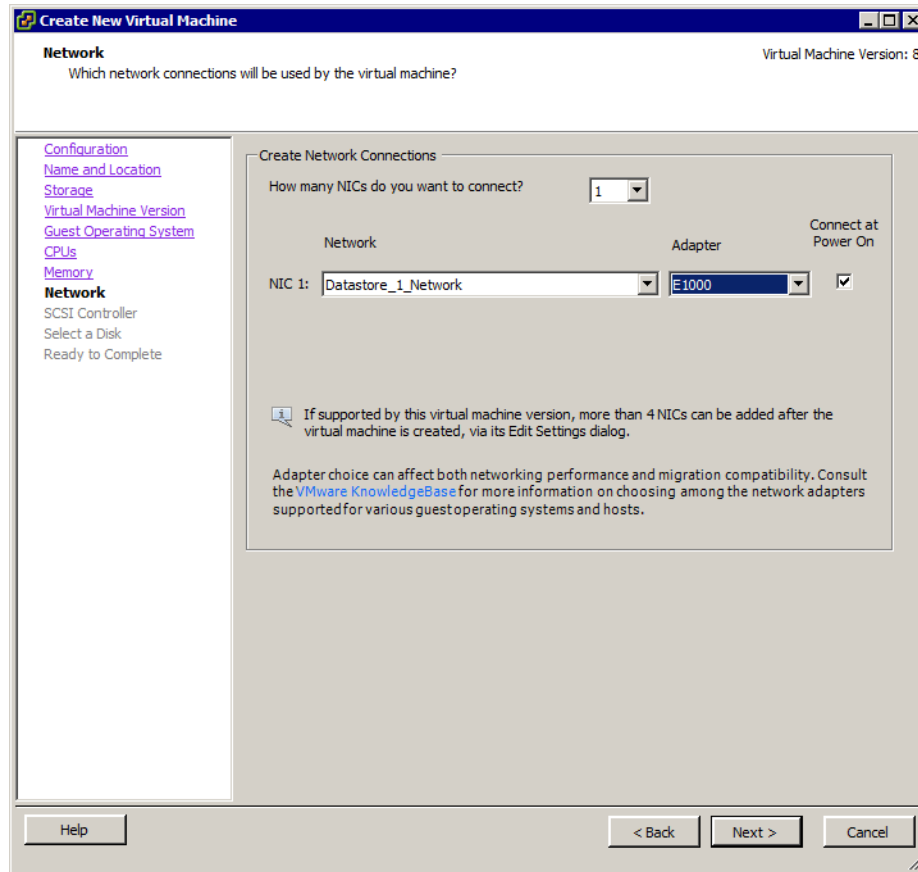 Create New Virtual Machine
Network
Which network connections will be used by the virtual machine?
Virtual Machine Version: 8
Configuration
Name and Location
Storage
Virtual Machine Version
Guest Operating System
CPUs
Memory
Network
SCSI Controller
Select a Disk
Ready to Complete
Create Network Connections
How many NICs do you want to connect?
1
Network
Adapter
Connect at
Power On
NIC 1:
Datastore_1_Network
E1000
If supported by this virtual machine version, more than 4 NICs can be added after the
virtual machine is created, via its Edit Settings dialog.
Adapter choice can affect both networking performance and migration compatibility. Consult
the VMware KnowledgeBase for more information on choosing among the network adapters
supported for various guest operating systems and hosts.
Help
< Back
Next >
Cancel